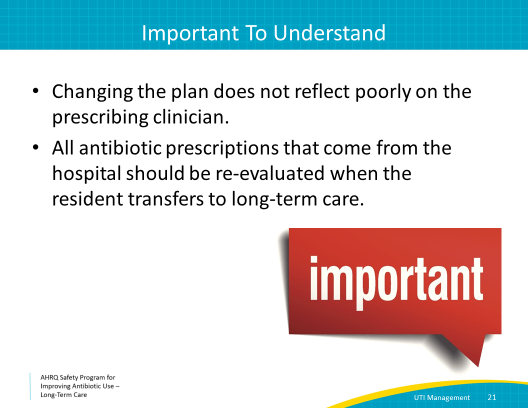 Important To Understand
• Changing the plan does not reflect poorly on the
prescribing clinician.
• All antibiotic prescriptions that come from the
hospital should be re-evaluated when the
resident transfers to long-term care.
important
AHRQ Safety Program for
Improving Antibiotic Use –
Long-Term Care
UTI Management 21